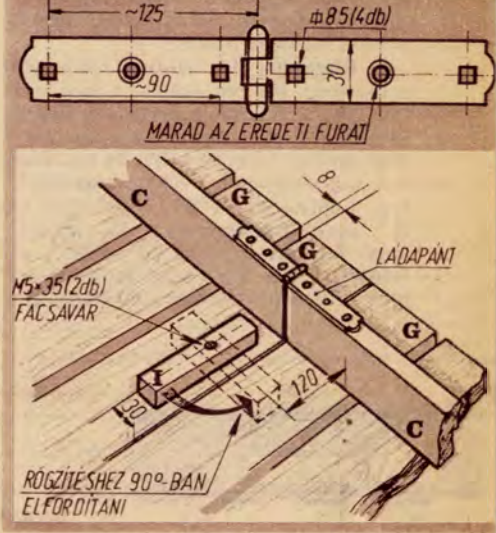 ~125
ϕ8.5(4db)
30
~90
MARAD AZ EREDETI FURAT
C
G
8
G
LÁDAPÁNT
M5×35(2db)
FACSAVAR
G
I
120
30
C
RÖGZÍTÉSHEZ 90°-BAN
ELFORDÍTANI